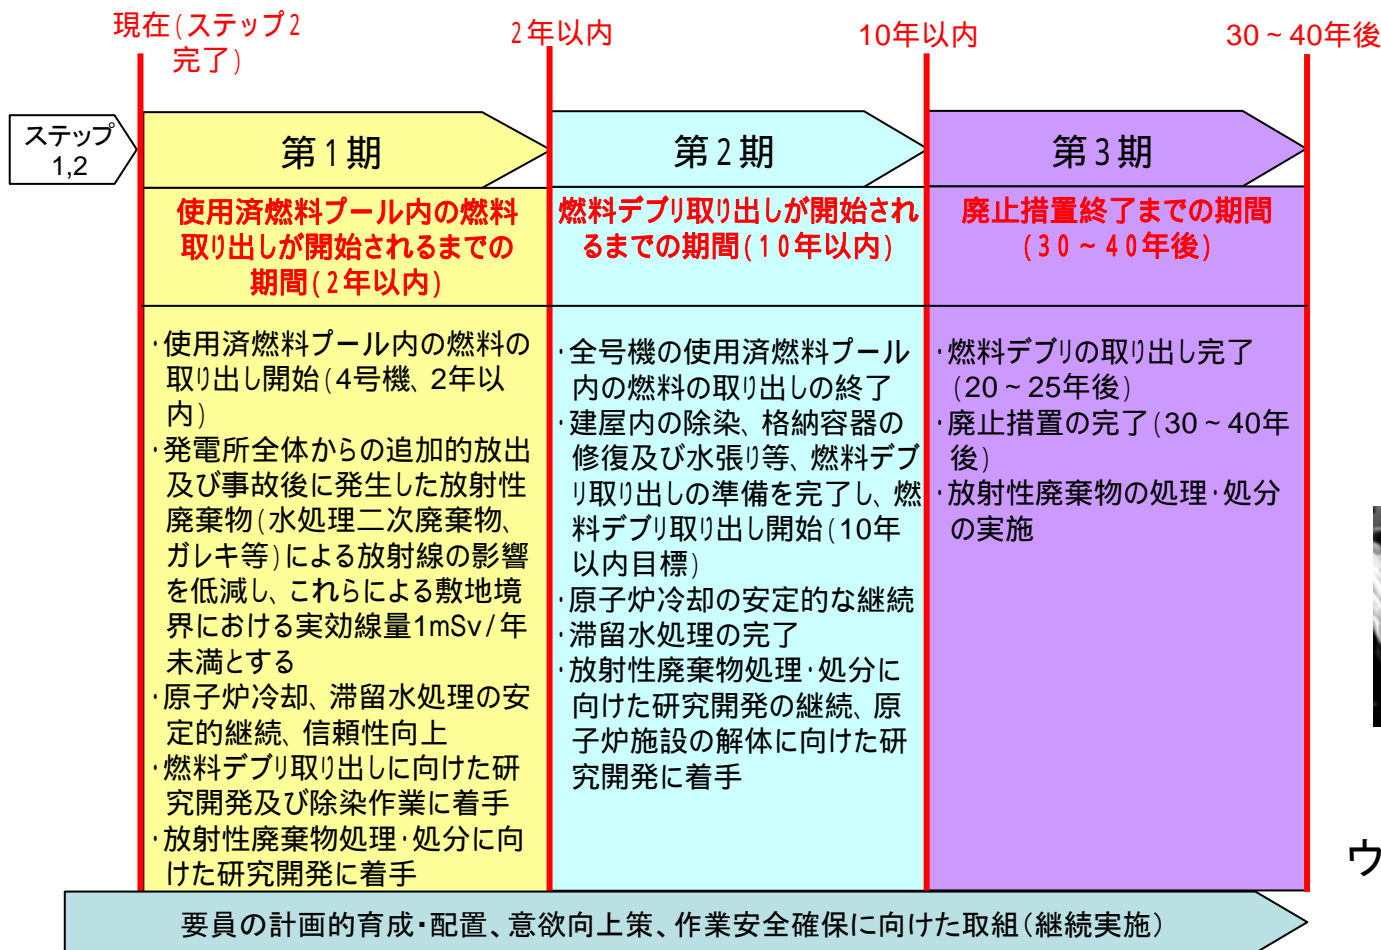 現在(ステップ2
完了)
2年以内
10年以内
30~40年後
ステップ
1,2
第1期
第2期
第3期
使用済燃料プール内の燃料
取り出しが開始されるまでの
期間(2年以内)
燃料デブリ取り出しが開始され
るまでの期間(10年以内)
廃止措置終了までの期間
(30~40年後)
・使用済燃料プール内の燃料の
取り出し開始(4号機、2年以
内)
・発電所全体からの追加的放出
及び事故後に発生した放射性
廃棄物(水処理二次廃棄物、
ガレキ等)による放射線の影響
を低減し、これらによる敷地境
界における実効線量1mSv/年
未満とする
・原子炉冷却、滞留水処理の安
定的継続、信頼性向上
・燃料デブリ取り出しに向けた研
究開発及び除染作業に着手
・放射性廃棄物処理・処分に向
けた研究開発に着手
・全号機の使用済燃料プール
内の燃料の取り出しの終了
・建屋内の除染、格納容器の
修復及び水張り等、燃料デブ
リ取り出しの準備を完了し、燃
料デブリ取り出し開始(10年
以内目標)
・原子炉冷却の安定的な継続
・滞留水処理の完了
・放射性廃棄物処理・処分に
向けた研究開発の継続、原
子炉施設の解体に向けた研
究開発に着手
・燃料デブリの取り出し完了
(20~25年後)
・廃止措置の完了(30~40年
後)
・放射性廃棄物の処理・処分
の実施
ウ
要員の計画的育成・配置、意欲向上策、作業安全確保に向けた取組(継続実施)